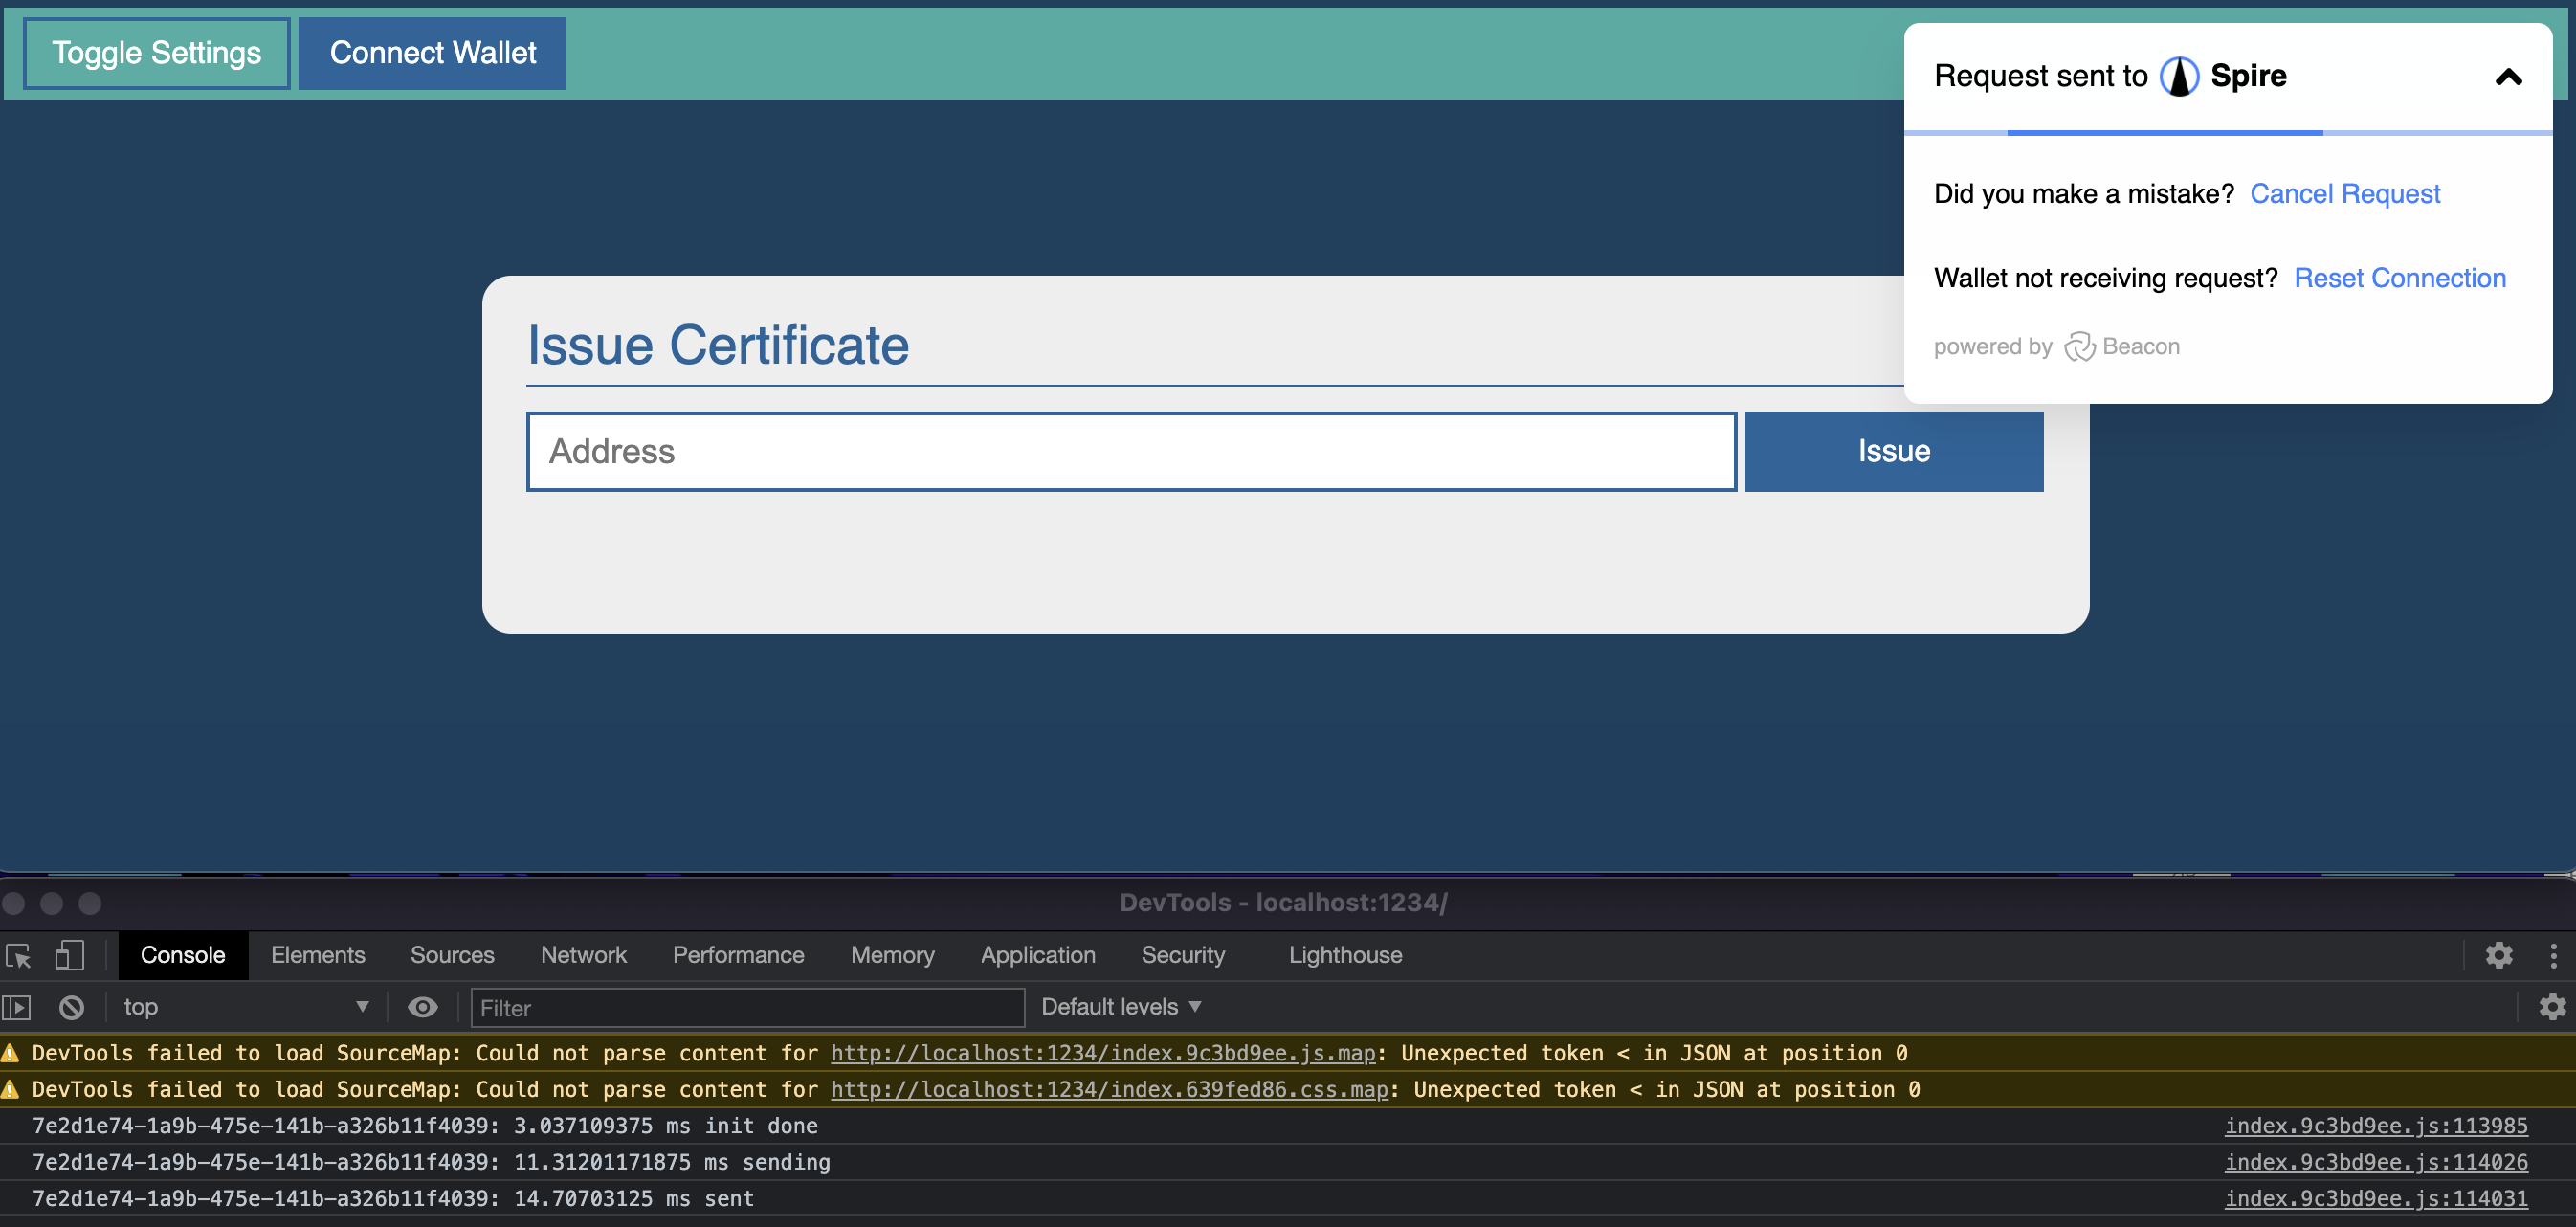 Toggle Settings
Connect Wallet
Request sent to Spire
Did you make a mistake? Cancel Request
Wallet not receiving request? Reset Connection
powered by Beacon
Issue Certificate
Address
Issue
DevTools - localhost:1234/
Console Elements Sources Network Performance Memory Application Security Lighthouse
top Filter Default levels
DevTools failed to load SourceMap: Could not parse content for http://localhost:1234/index.9c3bd9ee.js.map: Unexpected token < in JSON at position 0
DevTools failed to load SourceMap: Could not parse content for http://localhost:1234/index.639fed86.css.map: Unexpected token < in JSON at position 0
7e2d1e74-1a9b-475e-141b-a326b11f4039: 3.037109375 ms init done index.9c3bd9ee.js:113985
7e2d1e74-1a9b-475e-141b-a326b11f4039: 11.31201171875 ms sending index.9c3bd9ee.js:114026
7e2d1e74-1a9b-475e-141b-a326b11f4039: 14.70703125 ms sent index.9c3bd9ee.js:114031